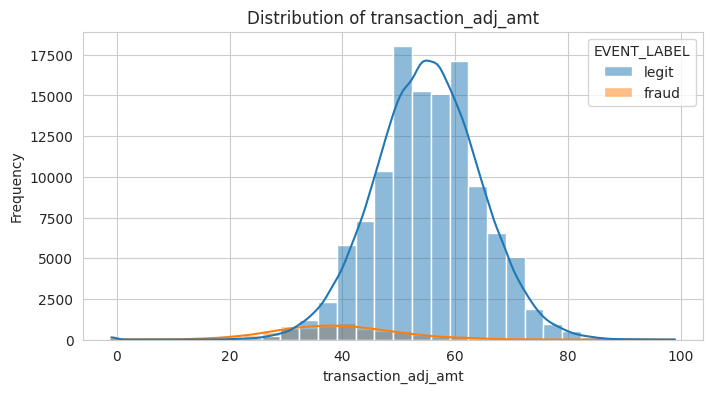 Distribution of transaction_adj_amt
EVENT_LABEL
legit
fraud
17500
15000
12500
10000
7500
5000
2500
0
Frequency
0 20 40 60 80 100
transaction_adj_amt